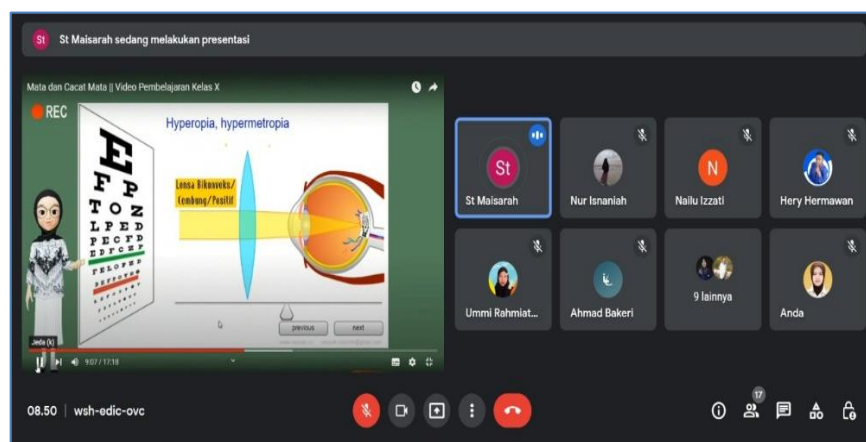 St St Maisarah sedang melakukan presentasi
Mata dan Cacat Mata || Video Pembelajaran Kelas X
REC
Hyperopia, hypermetropia
Lensa Bikonveks/
Cembung/Positif
E
F P
T O Z
L P E D
P E C F D
E D F C Z P
F E L O P Z D
D E F P O T E C
previous next
Jeda (k)
9:07 / 17:18
St
St Maisarah
Nur Isnaniah
N
Nailu Izzati
Hery Hermawan
Ummi Rahmiat...
Ahmad Bakeri
9 lainnya
Anda
08.50 | wsh-edic-ovc
17